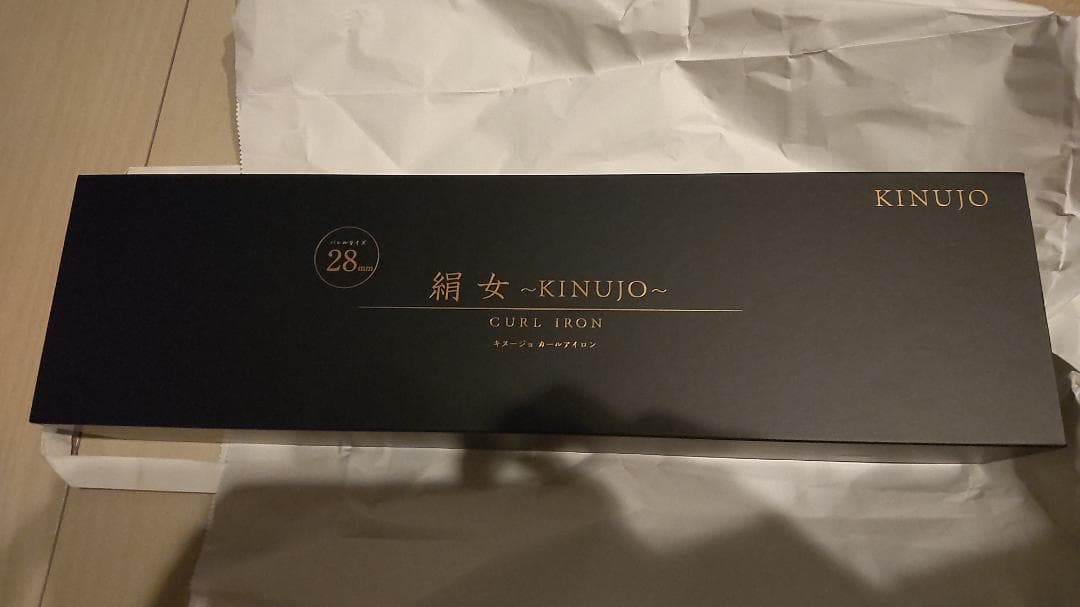 KINUJO
バレルサイズ
28mm
絹女 ~KINUJO~
CURL IRON
キヌージョ カールアイロン